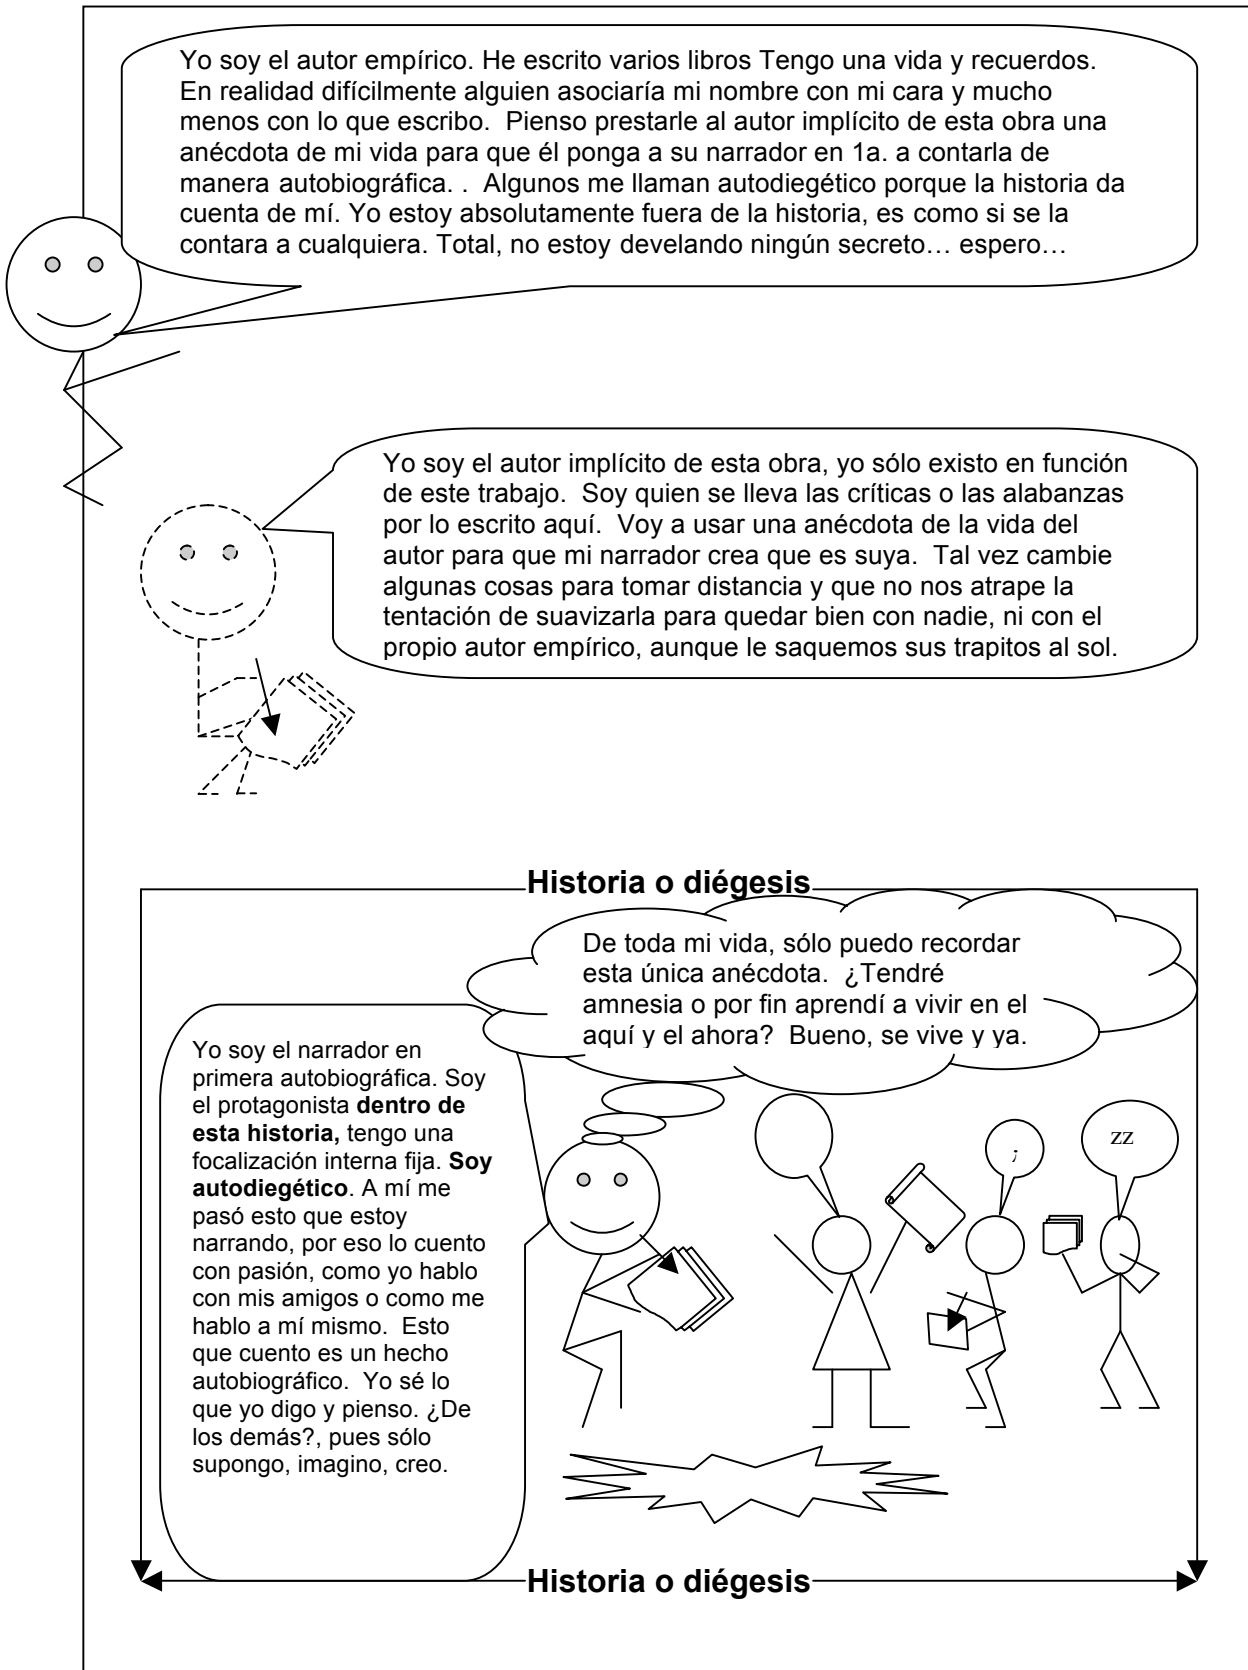 Yo soy el autor empírico. He escrito varios libros Tengo una vida y recuerdos.
En realidad difícilmente alguien asociaría mi nombre con mi cara y mucho
menos con lo que escribo.  Pienso prestarle al autor implícito de esta obra una
anécdota de mi vida para que él ponga a su narrador en 1a. a contarla de
manera autobiográfica. .  Algunos me llaman autodiegético porque la historia da
cuenta de mí. Yo estoy absolutamente fuera de la historia, es como si se la
contara a cualquiera. Total, no estoy develando ningún secreto… espero…
Yo soy el autor implícito de esta obra, yo sólo existo en función
de este trabajo.  Soy quien se lleva las críticas o las alabanzas
por lo escrito aquí.  Voy a usar una anécdota de la vida del
autor para que mi narrador crea que es suya.  Tal vez cambie
algunas cosas para tomar distancia y que no nos atrape la
tentación de suavizarla para quedar bien con nadie, ni con el
propio autor empírico, aunque le saquemos sus trapitos al sol.
Historia o diégesis
De toda mi vida, sólo puedo recordar
esta única anécdota.  ¿Tendré
amnesia o por fin aprendí a vivir en el
aquí y el ahora?  Bueno, se vive y ya.
Yo soy el narrador en
primera autobiográfica. Soy
el protagonista dentro de
esta historia, tengo una
focalización interna fija. Soy
autodiegético. A mí me
pasó esto que estoy
narrando, por eso lo cuento
con pasión, como yo hablo
con mis amigos o como me
hablo a mí mismo.  Esto
que cuento es un hecho
autobiográfico.  Yo sé lo
que yo digo y pienso. ¿De
los demás?, pues sólo
supongo, imagino, creo.
zz
Historia o diégesis